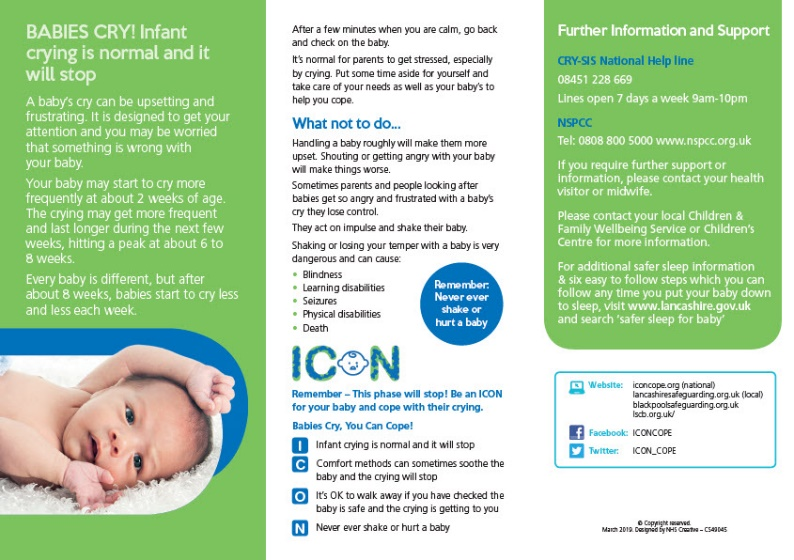 BABIES CRY! Infant
crying is normal and it
will stop
A baby's cry can be upsetting and
frustrating. It is designed to get your
attention and you may be worried
that something is wrong with
your baby.
Your baby may start to cry more
frequently at about 2 weeks of age.
The crying may get more frequent
and last longer during the next few
weeks, hitting a peak at about 6 to
8 weeks.
Every baby is different, but after
about 8 weeks, babies start to cry less
and less each week.
After a few minutes when you are calm, go back
and check on the baby.
It's normal for parents to get stressed, especially
by crying. Put some time aside for yourself and
take care of your needs as well as your baby's to
help you cope.
What not to do...
Handling a baby roughly will make them more
upset. Shouting or getting angry with your baby
will make things worse.
Sometimes parents and people looking after
babies get so angry and frustrated with a baby's
cry they lose control.
They act on impulse and shake their baby.
Shaking or losing your temper with a baby is very
dangerous and can cause:
• Blindness
• Learning disabilities
• Seizures
• Physical disabilities
• Death
Remember:
Never ever
shake or
hurt a baby
ICON
Remember – This phase will stop! Be an ICON
for your baby and cope with their crying.
Babies Cry, You Can Cope!
I Infant crying is normal and it will stop
C Comfort methods can sometimes soothe the
baby and the crying will stop
O It's OK to walk away if you have checked the
baby is safe and the crying is getting to you
N Never ever shake or hurt a baby
Further Information and Support
CRY-SIS National Help line
08451 228 669
Lines open 7 days a week 9am-10pm
NSPCC
Tel: 0808 800 5000 www.nspcc.org.uk
If you require further support or
information, please contact your health
visitor or midwife.
Please contact your local Children &
Family Wellbeing Service or Children's
Centre for more information.
For additional safer sleep information
& six easy to follow steps which you can
follow any time you put your baby down
to sleep, visit www.lancashire.gov.uk
and search 'safer sleep for baby'
Website: iconcope.org (national)
lancashiresafeguarding.org.uk (local)
blackpoolsafeguarding.org.uk
lscb.org.uk/
Facebook: ICONCOPE
Twitter: ICON_COPE
© Copyright reserved.
March 2019. Designed by NHS Creative – CS49045